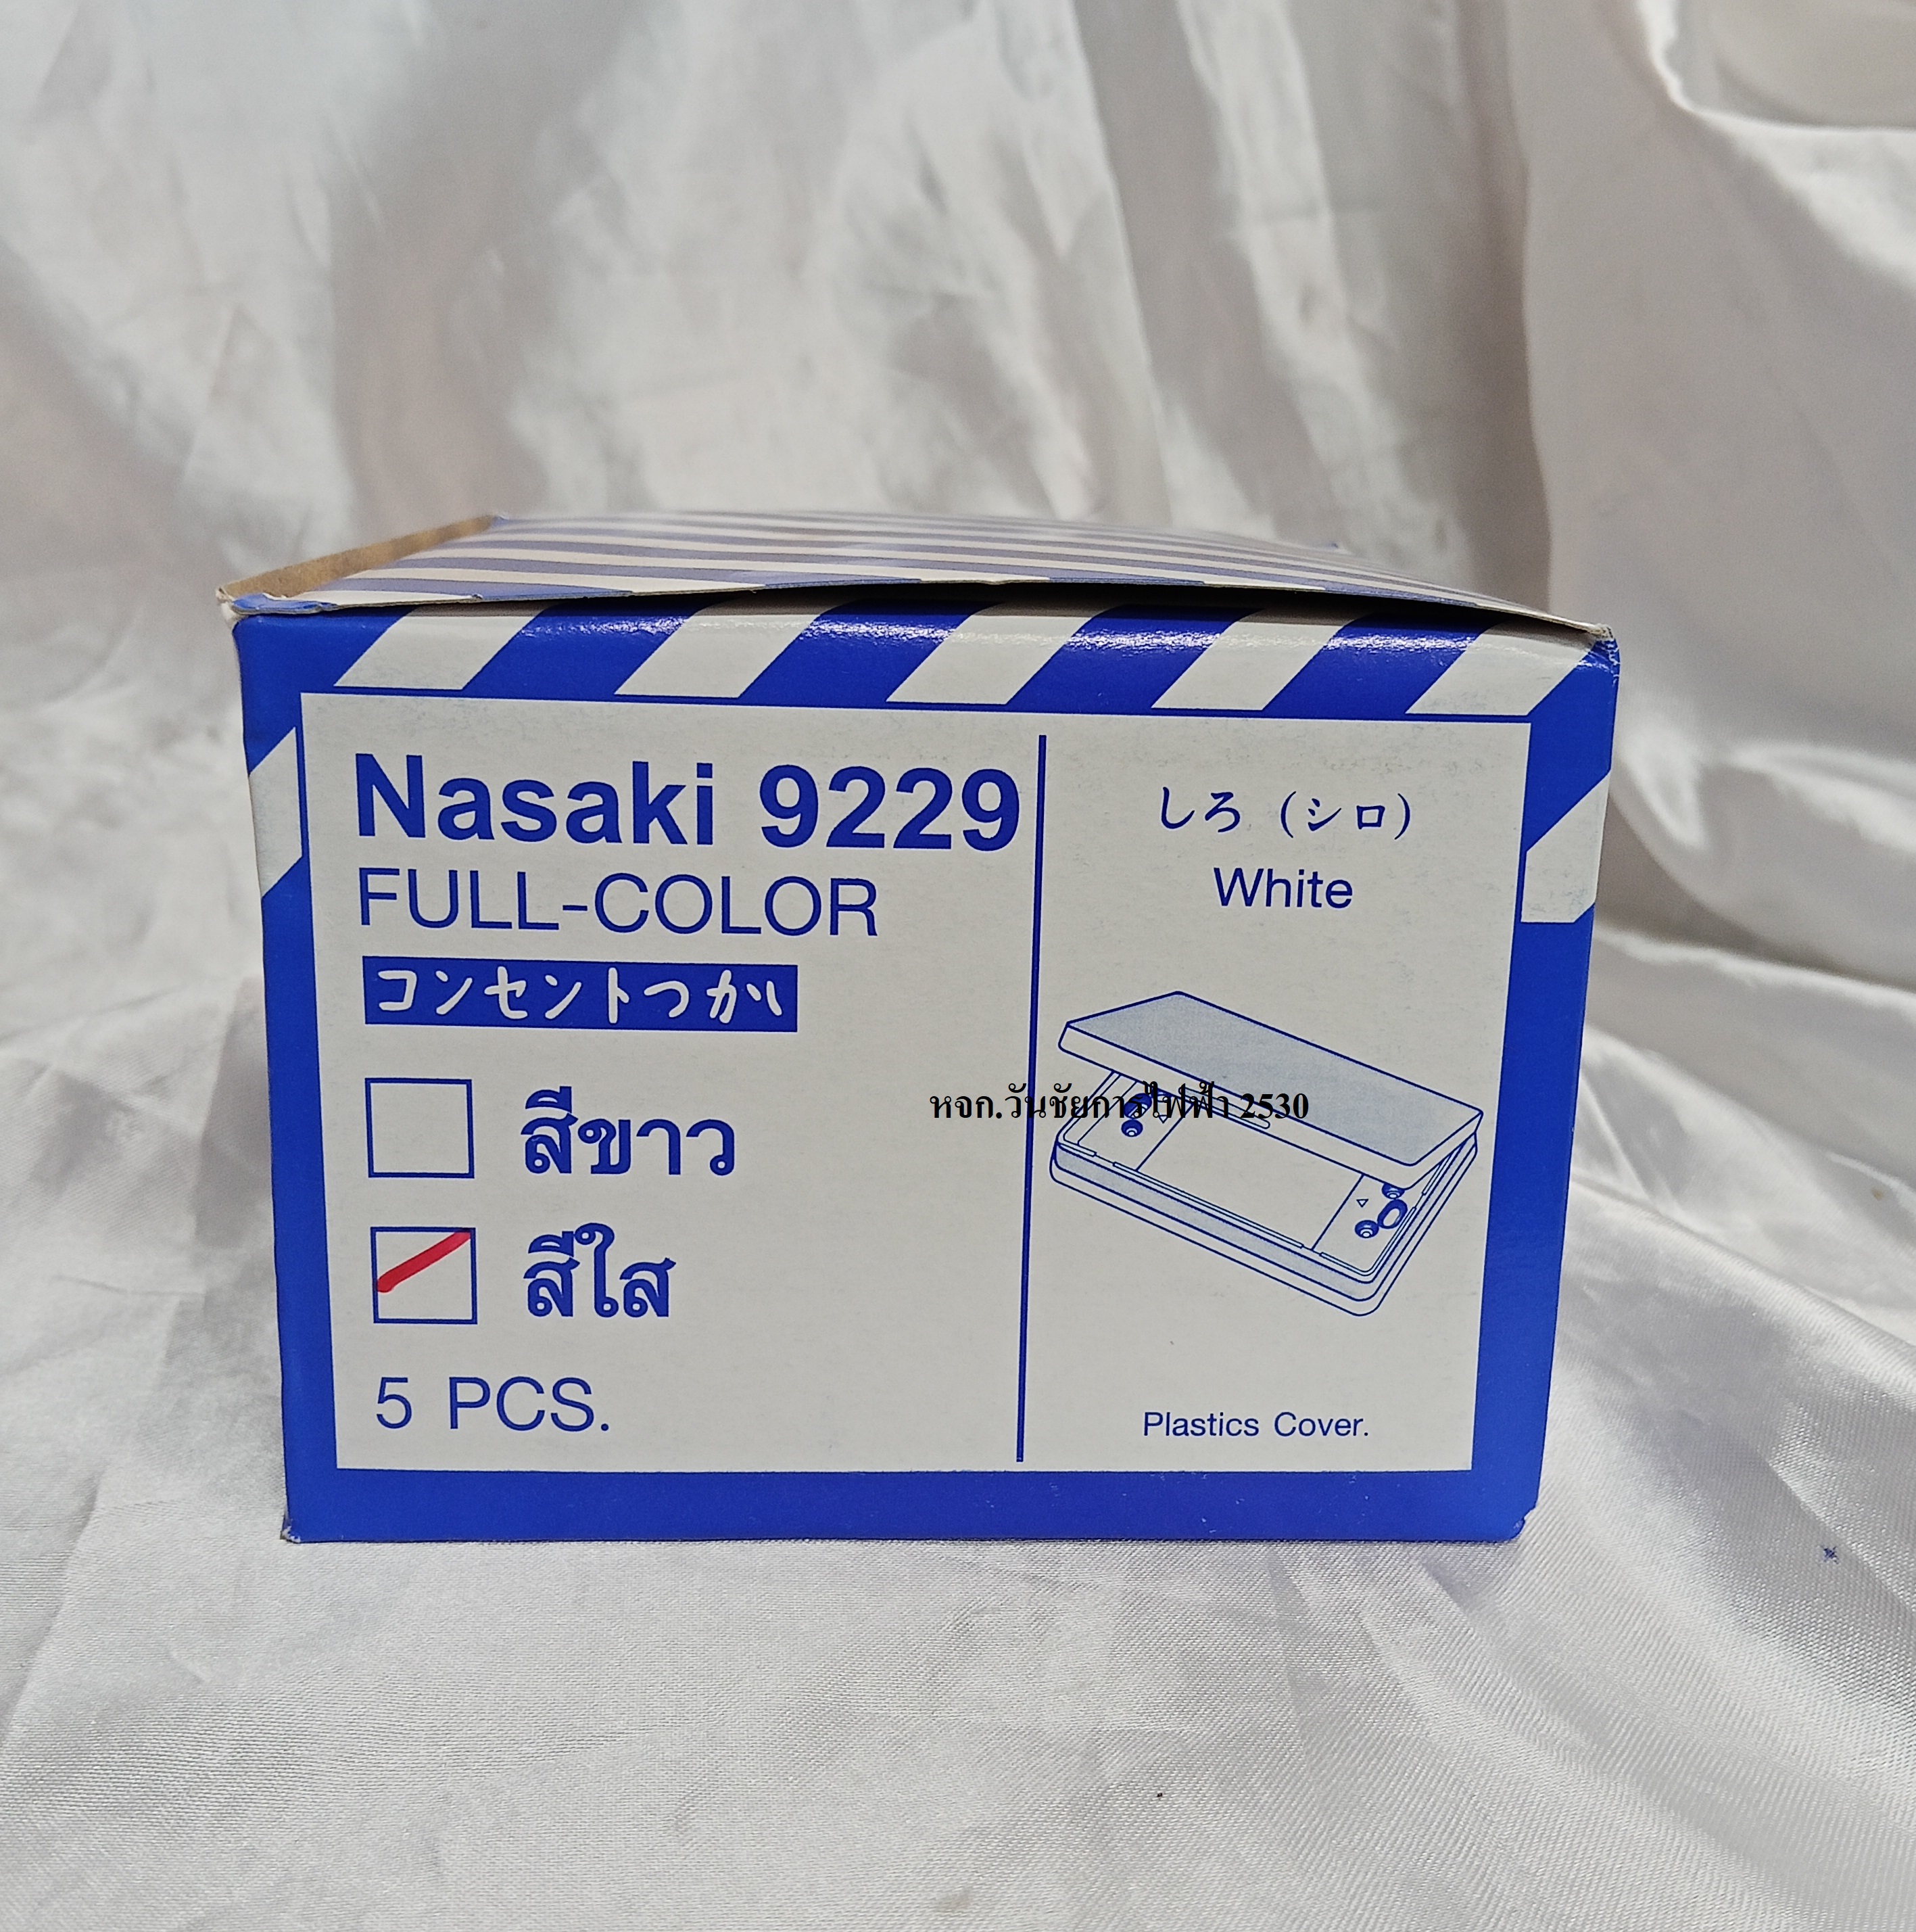 Nasaki 9229
FULL-COLOR
コンセントつかい
สีขาว
สีใส
5 PCS.
しろ (シロ)
White
หจก.วันชัยการไฟฟ้า 2530
Plastics Cover.